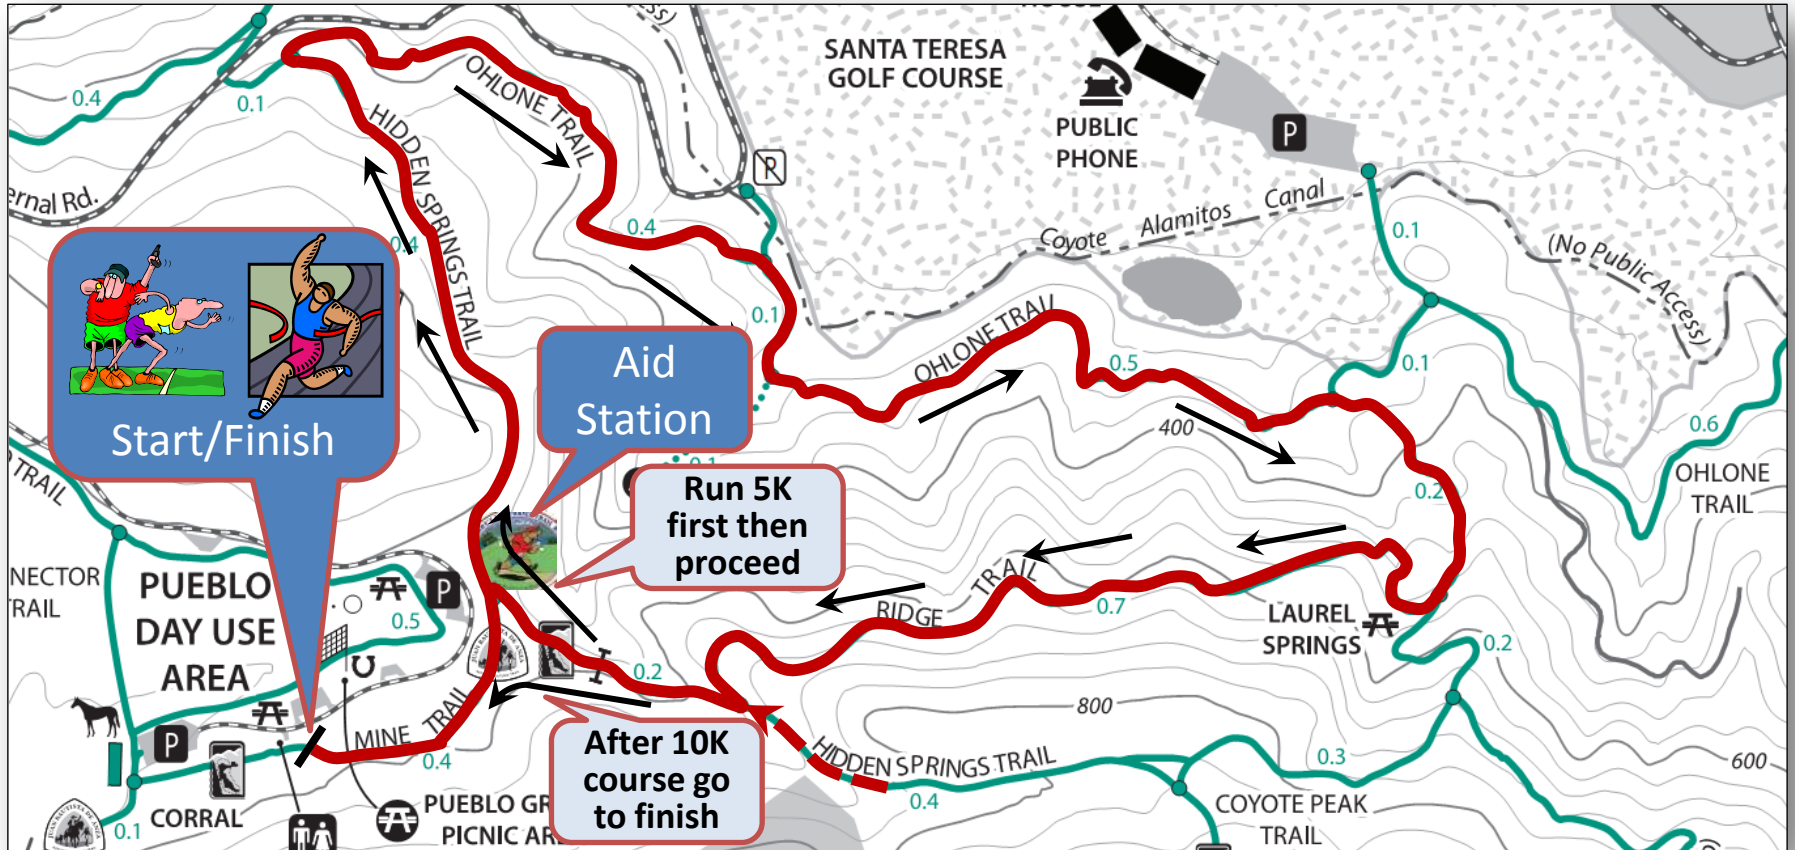 SANTA TERESA
GOLF COURSE
PUBLIC
PHONE
P
P
0.4
0.1
OHLONE TRAIL
HIDDEN SPRINGS TRAIL
0.4
0.4
ernal Rd.
Coyote Alamitos Canal
0.1
(No Public Access)
0.1
OHLONE TRAIL
0.5
0.1
0.6
OHLONE
TRAIL
400
0.2
Start/Finish
Aid
Station
0.1
Run 5K
first then
proceed
TRAIL
NECTOR
TRAIL
PUEBLO
DAY USE
AREA
P
0.5
RIDGE TRAIL
0.7
LAUREL
SPRINGS
0.2
0.2
800
MINE TRAIL
0.4
P
After 10K
course go
to finish
HIDDEN SPRINGS TRAIL
0.4
0.3
600
COYOTE PEAK
TRAIL
CORRAL
0.1
PUEBLO GR
PICNIC AR